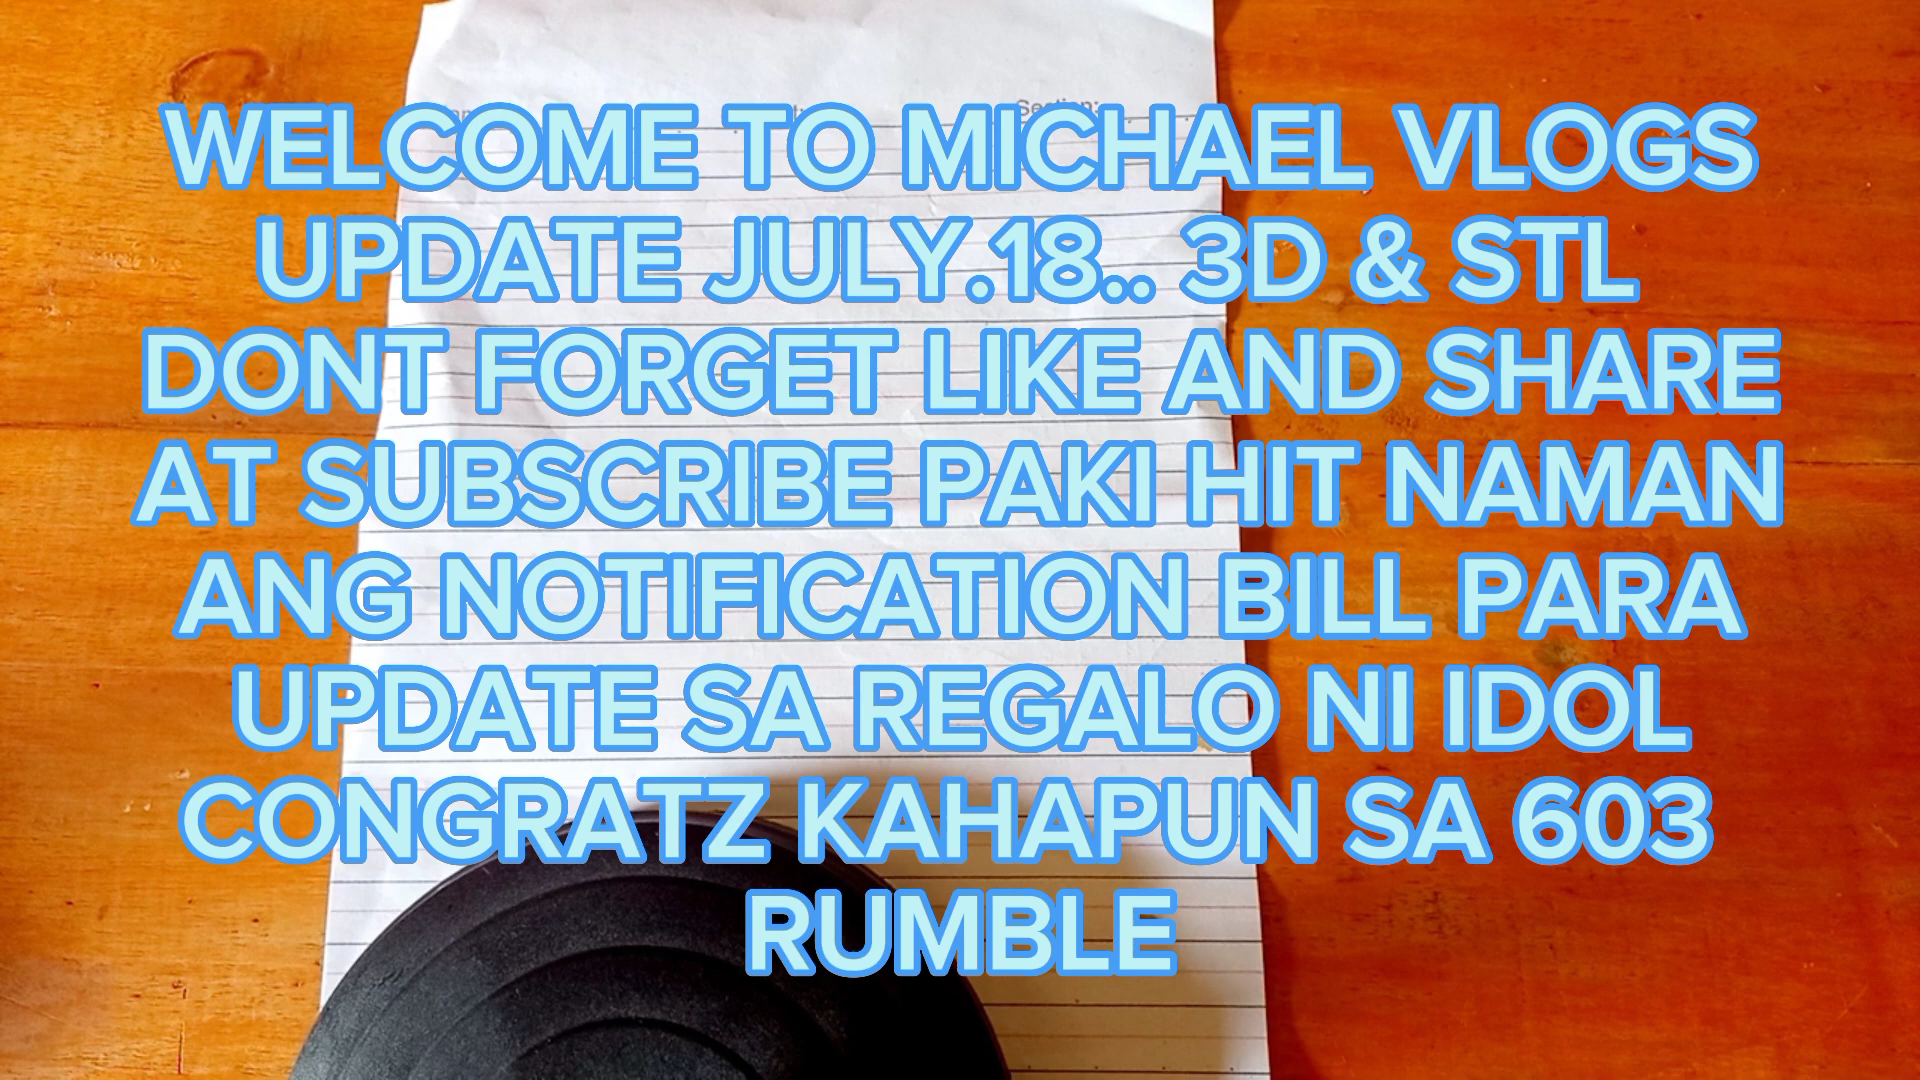 WELCOME TO MICHAEL VLOGS
UPDATE JULY.18.. 3D & STL
DONT FORGET LIKE AND SHARE
AT SUBSCRIBE PAKI HIT NAMAN
ANG NOTIFICATION BILL PARA
UPDATE SA REGALO NI IDOL
CONGRATZ KAHAPUN SA 603
RUMBLE
Section: